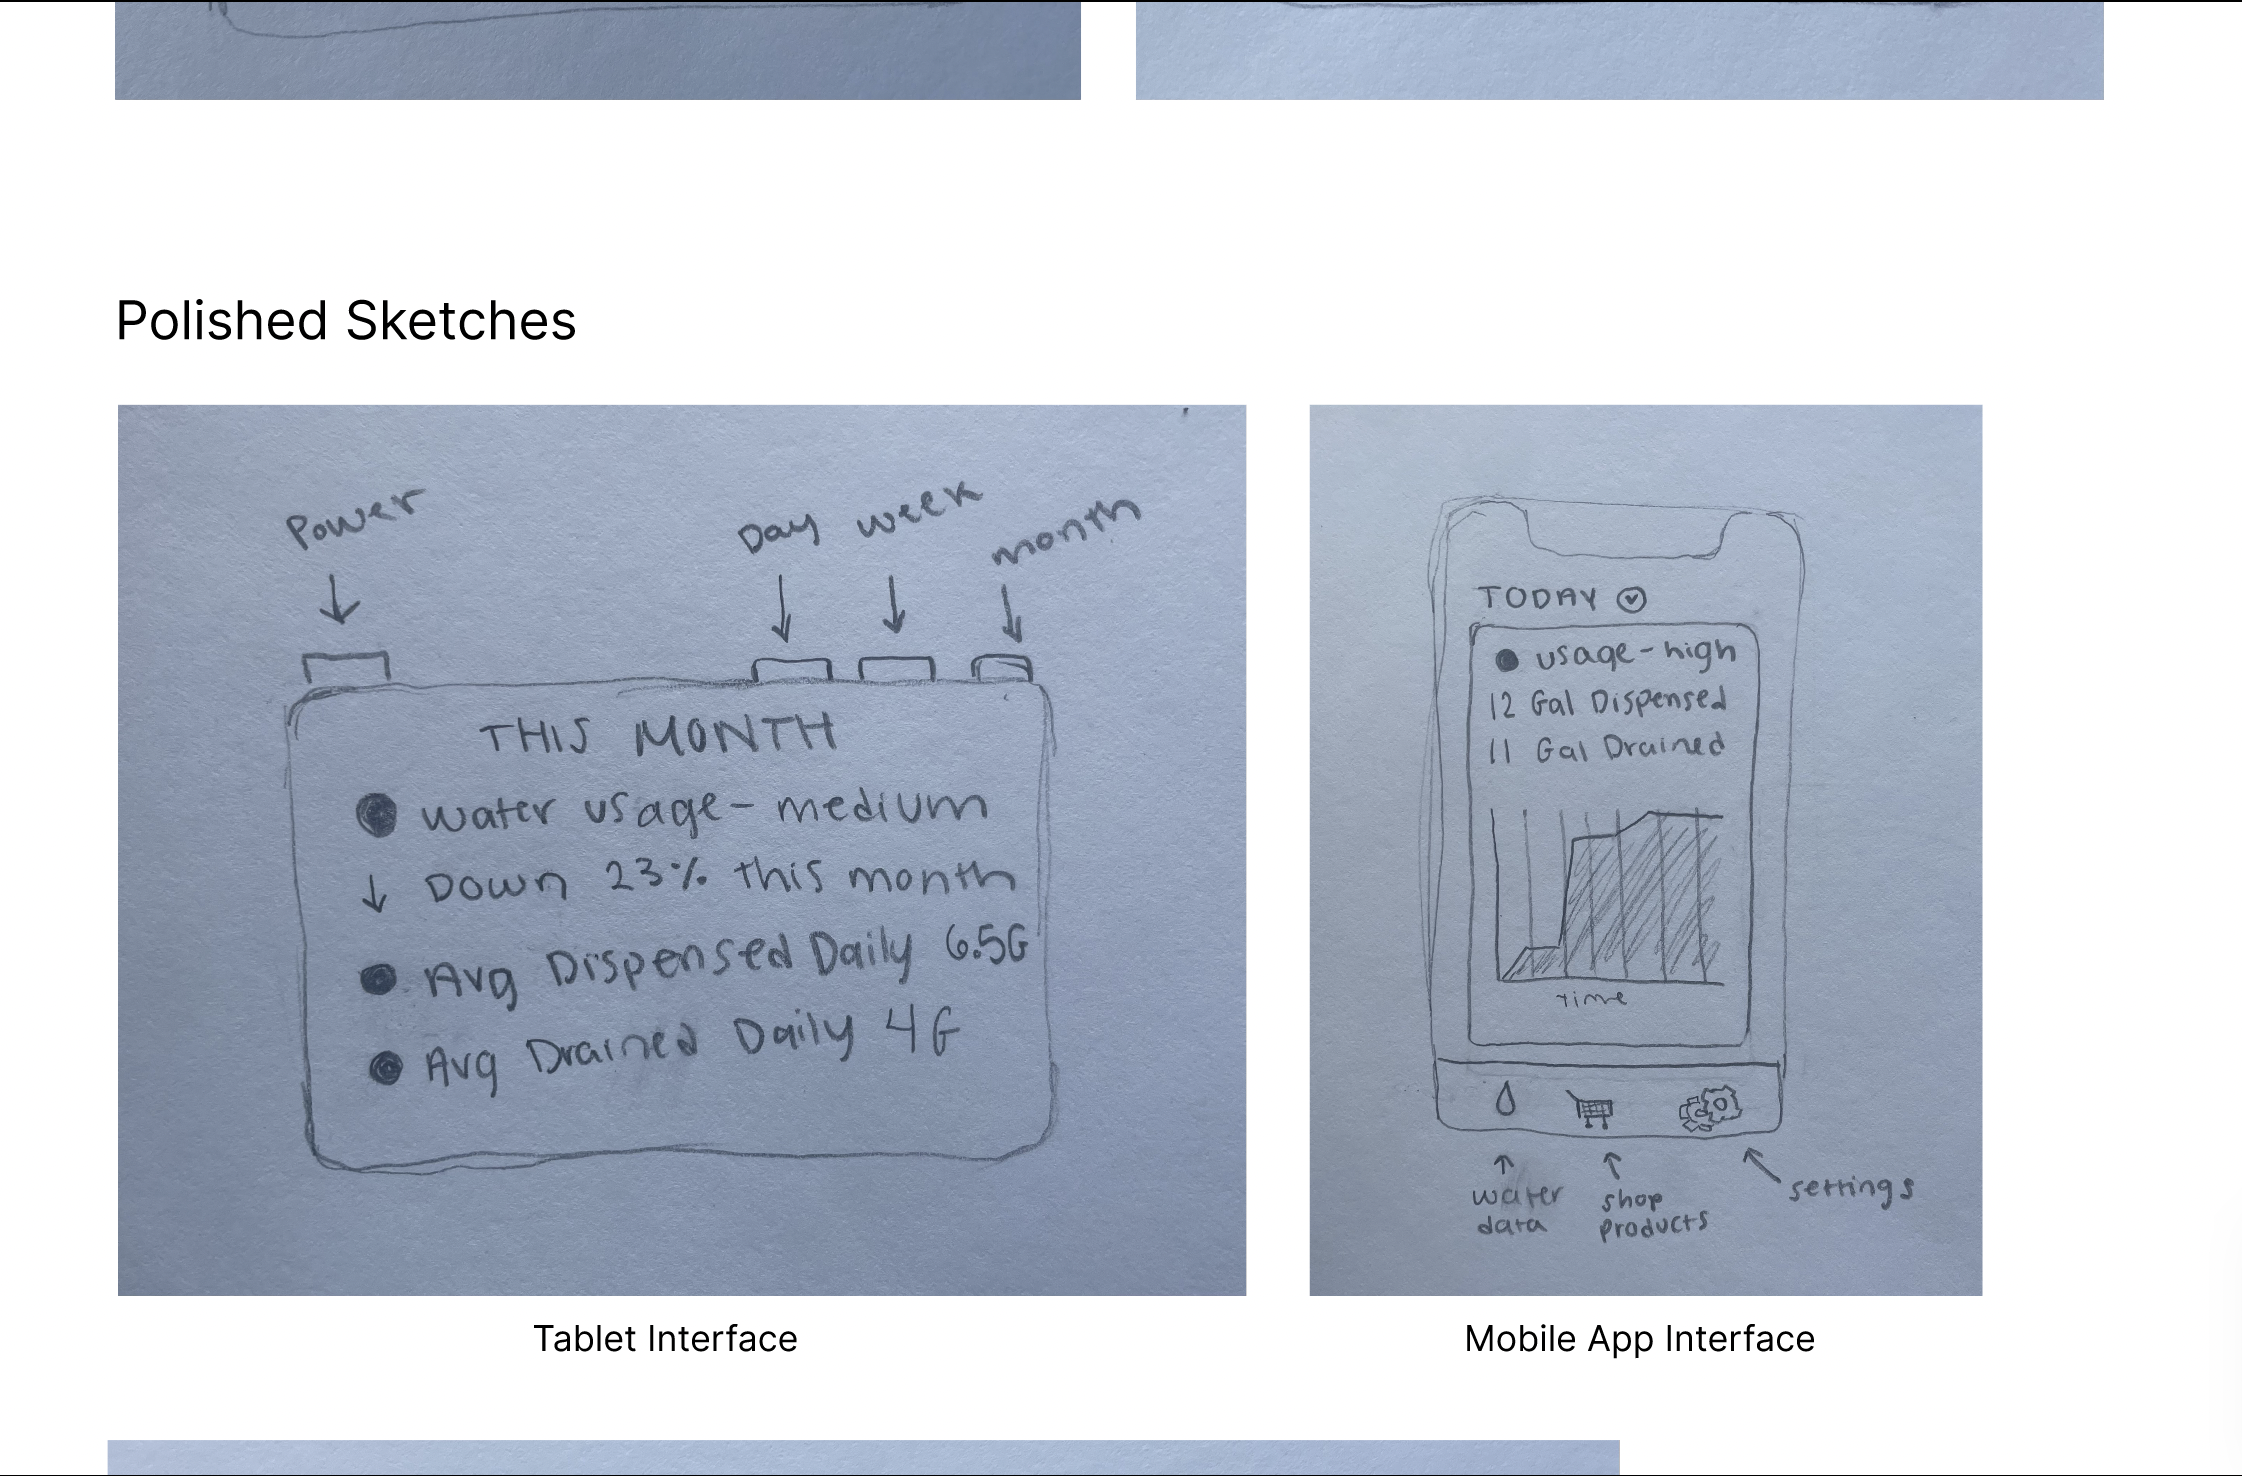 Polished Sketches
Power
Day week
month
THIS MONTH
water usage - medium
↓ Down 23% this month
Avg Dispensed Daily 6.5G
Avg Drained Daily 4G
Tablet Interface
TODAY
usage - high
12 Gal Dispensed
11 Gal Drained
Time
water
data
shop
products
settings
Mobile App Interface